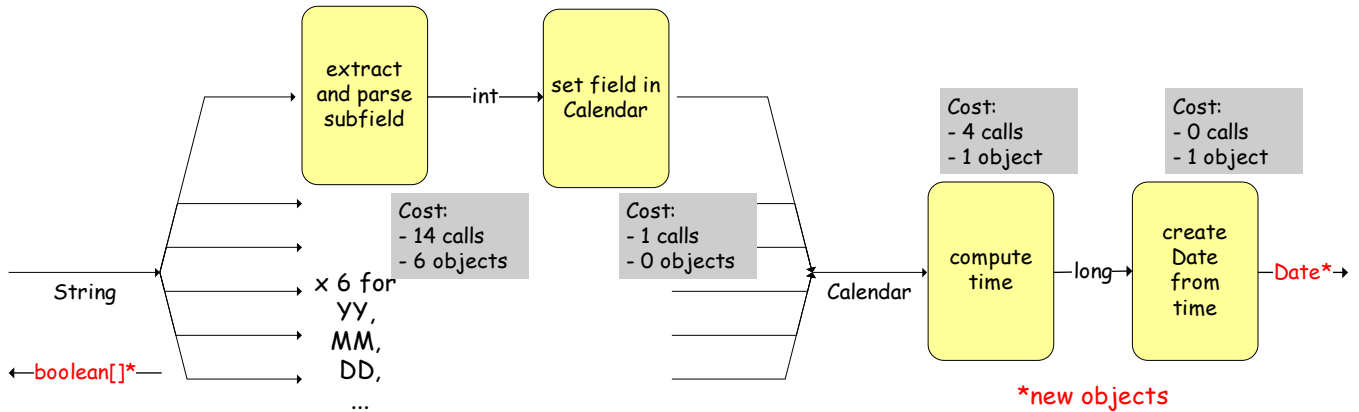 extract
and parse
subfield
int
set field in
Calendar
Cost:
- 4 calls
- 1 object
Cost:
- 0 calls
- 1 object
Cost:
- 14 calls
- 6 objects
Cost:
- 1 calls
- 0 objects
String
x 6 for
YY,
MM,
DD,
...
Calendar
compute
time
long
create
Date
from
time
Date*
boolean[]*
*new objects